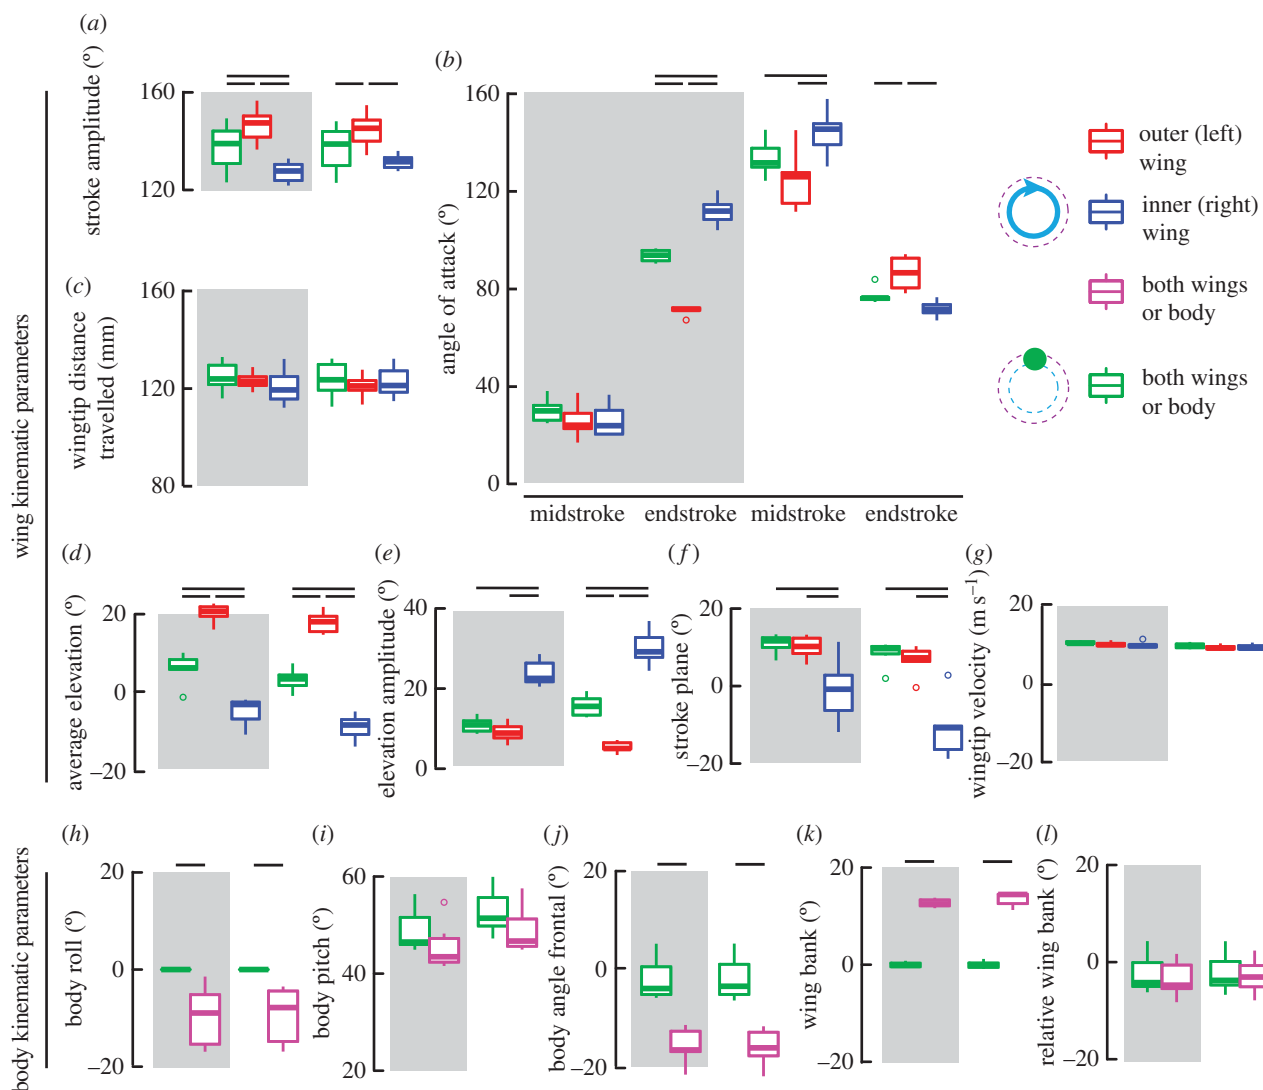 wing kinematic parameters
(a)
stroke amplitude (º)
160
120
(b)
angle of attack (º)
160
120
80
40
0
midstroke
endstroke
midstroke
endstroke
outer (left)
wing
inner (right)
wing
both wings
or body
both wings
or body
(c)
wingtip distance
travelled (mm)
160
120
80
(d)
average elevation (º)
20
0
–20
(e)
elevation amplitude (º)
40
20
0
(f)
stroke plane (º)
20
0
–20
(g)
wingtip velocity (m s–1)
20
0
–20
body kinematic parameters
(h)
body roll (º)
20
0
–20
(i)
body pitch (º)
60
40
20
(j)
body angle frontal (º)
20
0
–20
(k)
wing bank (º)
20
0
–20
(l)
relative wing bank (º)
20
0
–20